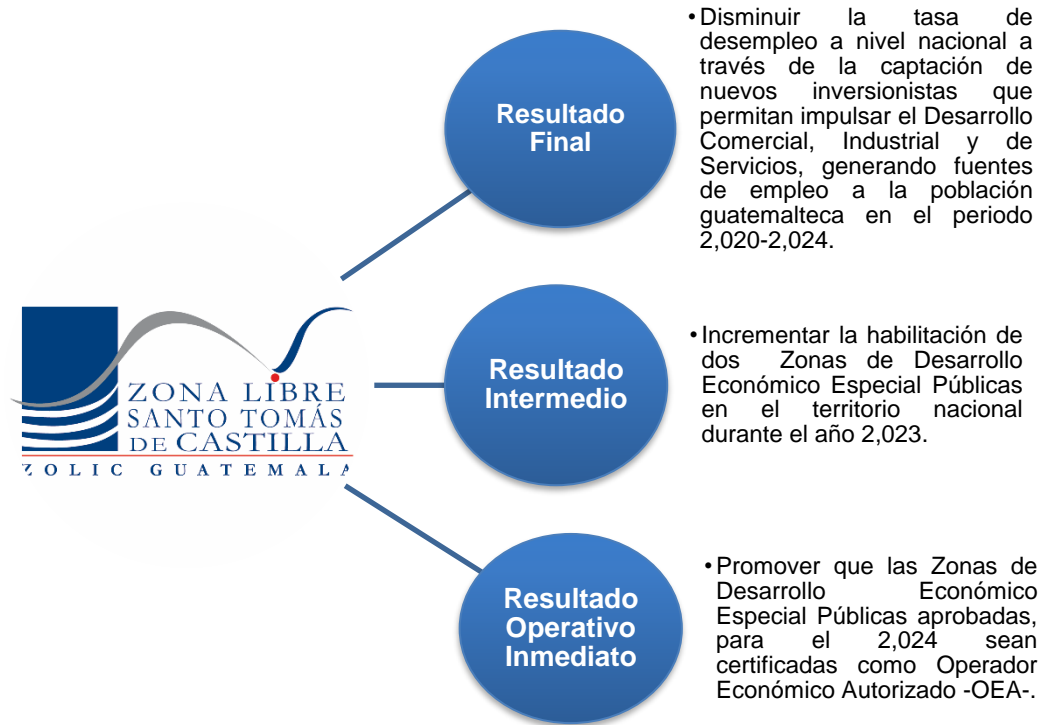 ZONA LIBRE
SANTO TOMÁS
DE CASTILLA
ZOLIC GUATEMALA
Resultado
Final
•Disminuir la tasa de
desempleo a nivel nacional a
través de la captación de
nuevos inversionistas que
permitan impulsar el Desarrollo
Comercial, Industrial y de
Servicios, generando fuentes
de empleo a la población
guatemalteca en el periodo
2,020-2,024.
Resultado
Intermedio
•Incrementar la habilitación de
dos Zonas de Desarrollo
Económico Especial Públicas
en el territorio nacional
durante el año 2,023.
Resultado
Operativo
Inmediato
•Promover que las Zonas de
Desarrollo Económico
Especial Públicas aprobadas,
para el 2,024 sean
certificadas como Operador
Económico Autorizado -OEA-.